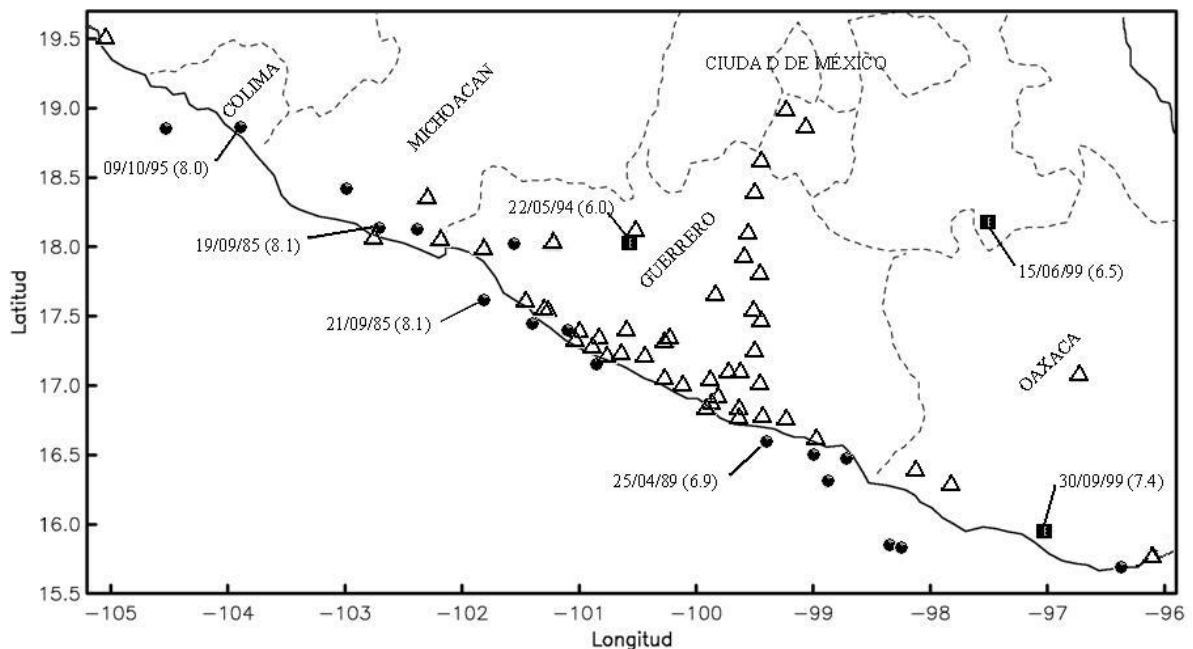 19.5
19.0
18.5
18.0
17.5
17.0
16.5
16.0
15.5
Latitud
COLIMA
MICHOACAN
CIUDAD DE MÉXICO
GUERRERO
OAXACA
09/10/95 (8.0)
22/05/94 (6.0)
19/09/85 (8.1)
15/06/99 (6.5)
21/09/85 (8.1)
25/04/89 (6.9)
30/09/99 (7.4)
−105 −104 −103 −102 −101 −100 −99 −98 −97 −96
Longitud